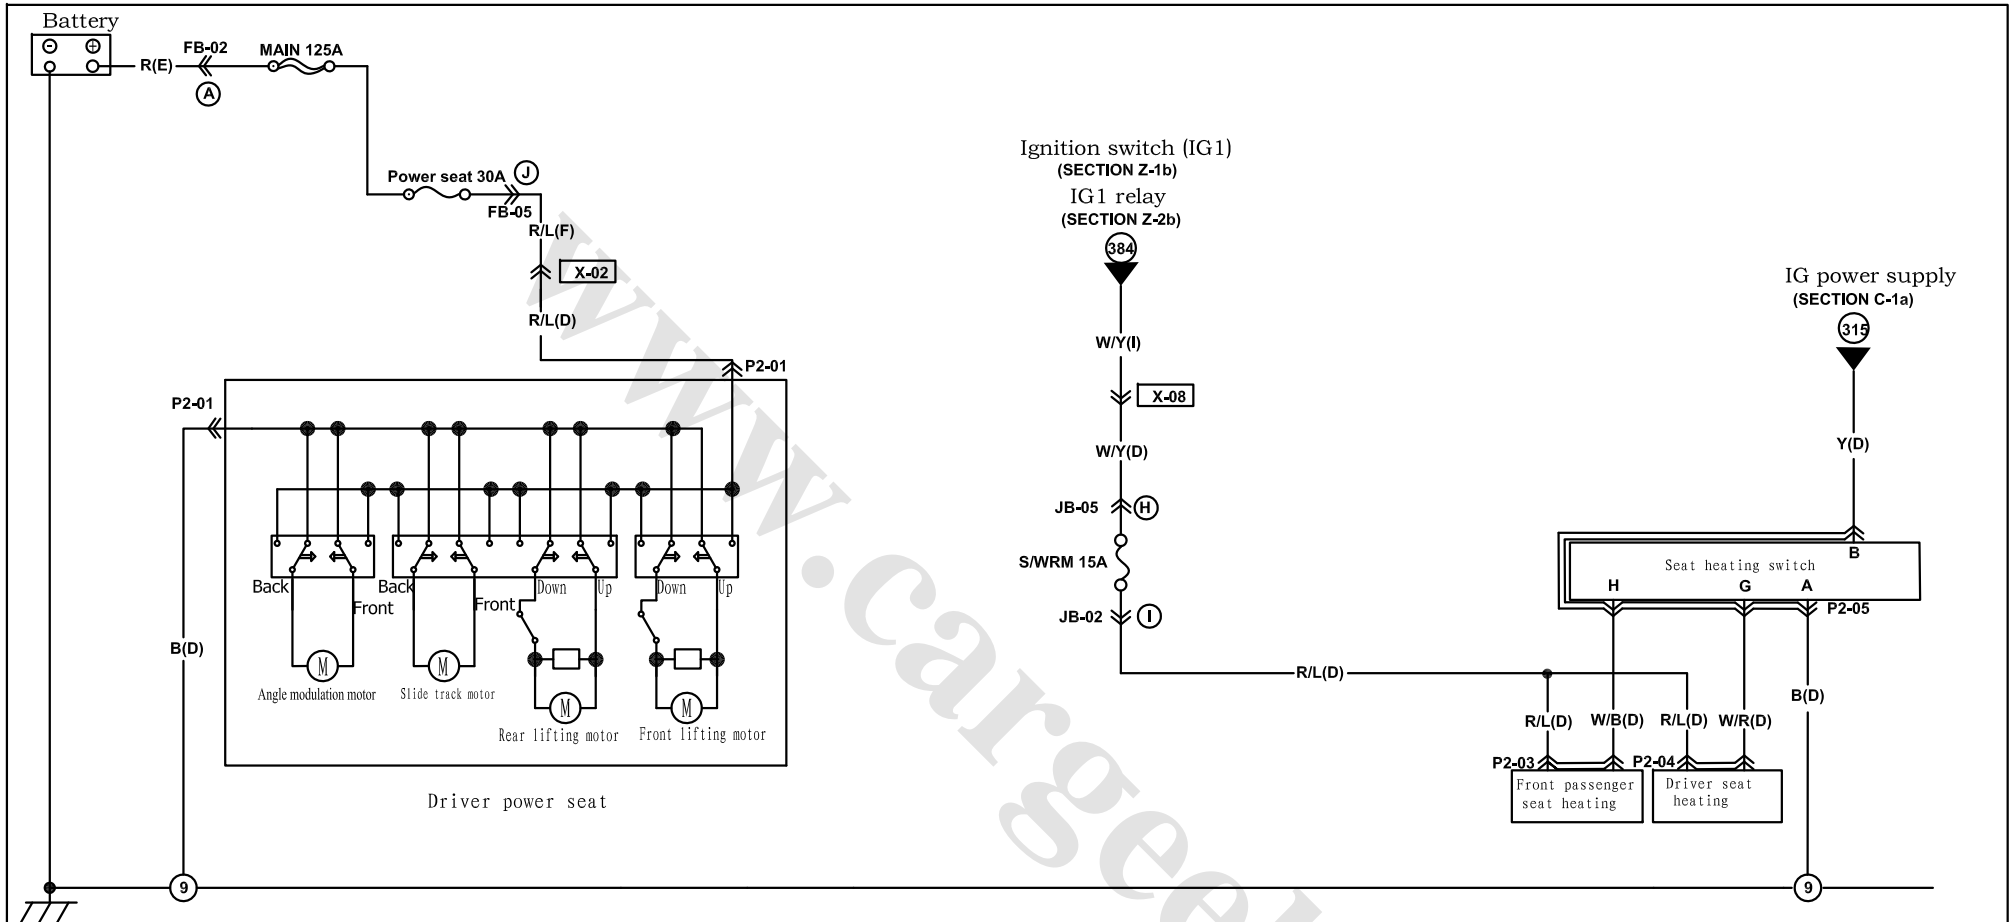 Battery
FB-02
MAIN 125A
R(E)
A
Power seat 30A
J
FB-05
R/L(F)
X-02
R/L(D)
P2-01
P2-01
B(D)
Back
Front
Back
Front
Down
Up
Down
Up
M
Angle modulation motor
M
Slide track motor
M
Rear lifting motor
M
Front lifting motor
Driver power seat
9
Ignition switch (IG1)
(SECTION Z-1b)
IG1 relay
(SECTION Z-2b)
384
W/Y(I)
X-08
W/Y(D)
JB-05
H
S/WRM 15A
JB-02
I
R/L(D)
IG power supply
(SECTION C-1a)
315
Y(D)
B
Seat heating switch
H
G
A
P2-05
B(D)
R/L(D)
W/B(D)
R/L(D)
W/R(D)
P2-03
P2-04
Front passenger
seat heating
Driver seat
heating
9
www.cargeek